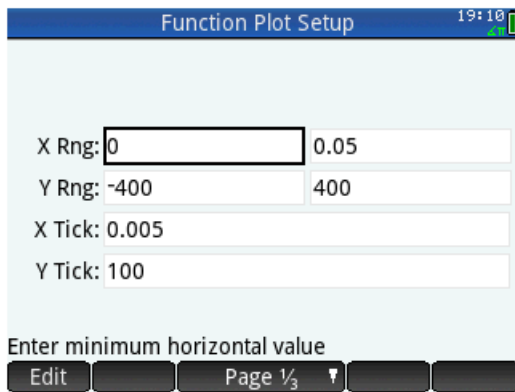 Function Plot Setup 19:10
∡π
X Rng: 0 0.05
Y Rng: -400 400
X Tick: 0.005
Y Tick: 100
Enter minimum horizontal value
Edit Page ⅓